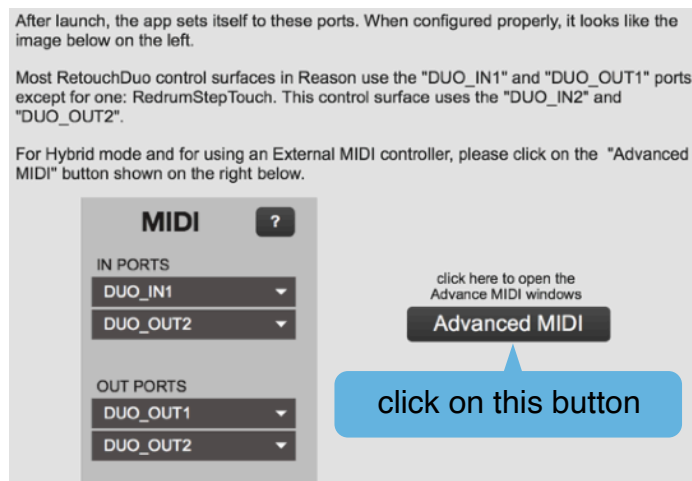 After launch, the app sets itself to these ports. When configured properly, it looks like the
image below on the left.
Most RetouchDuo control surfaces in Reason use the "DUO_IN1" and "DUO_OUT1" ports
except for one: RedrumStepTouch. This control surface uses the "DUO_IN2" and
"DUO_OUT2".
For Hybrid mode and for using an External MIDI controller, please click on the "Advanced
MIDI" button shown on the right below.
MIDI ?
IN PORTS
DUO_IN1
DUO_OUT2
OUT PORTS
DUO_OUT1
DUO_OUT2
click here to open the
Advance MIDI windows
Advanced MIDI
click on this button